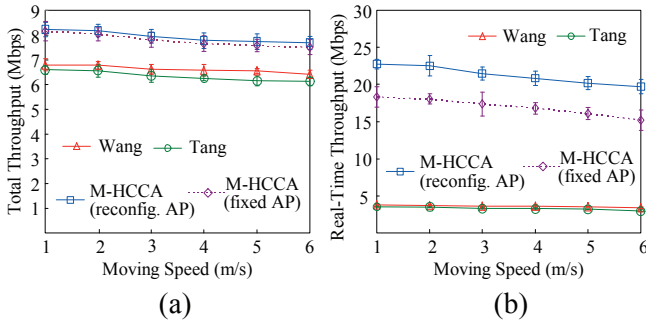 9
8
7
6
5
4
3
2
1
Total Throughput (Mbps)
Wang
Tang
M-HCCA
(reconfig. AP)
M-HCCA
(fixed AP)
1 2 3 4 5 6
Moving Speed (m/s)
(a)
30
25
20
15
10
5
Real-Time Throughput (Mbps)
Wang
Tang
M-HCCA
(reconfig. AP)
M-HCCA
(fixed AP)
1 2 3 4 5 6
Moving Speed (m/s)
(b)